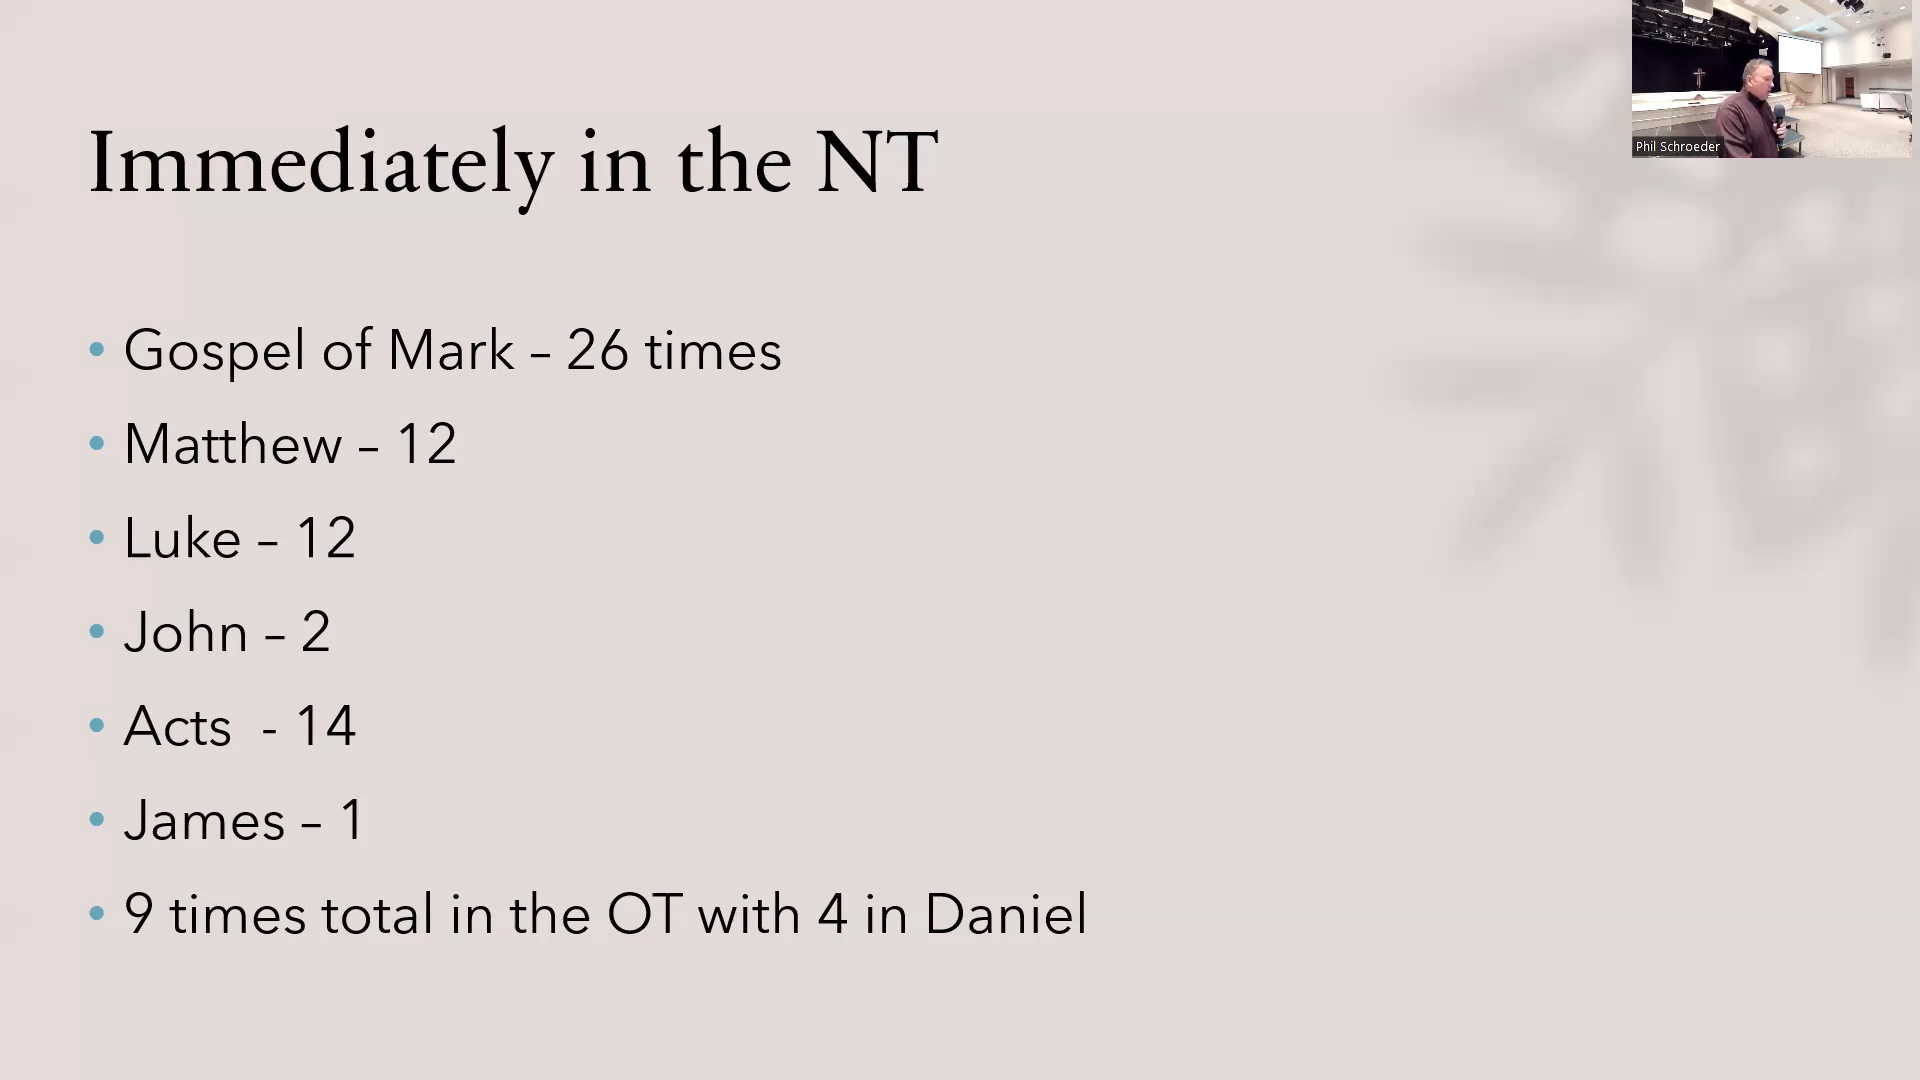 Immediately in the NT
• Gospel of Mark – 26 times
• Matthew – 12
• Luke – 12
• John – 2
• Acts  - 14
• James – 1
• 9 times total in the OT with 4 in Daniel
Phil Schroeder